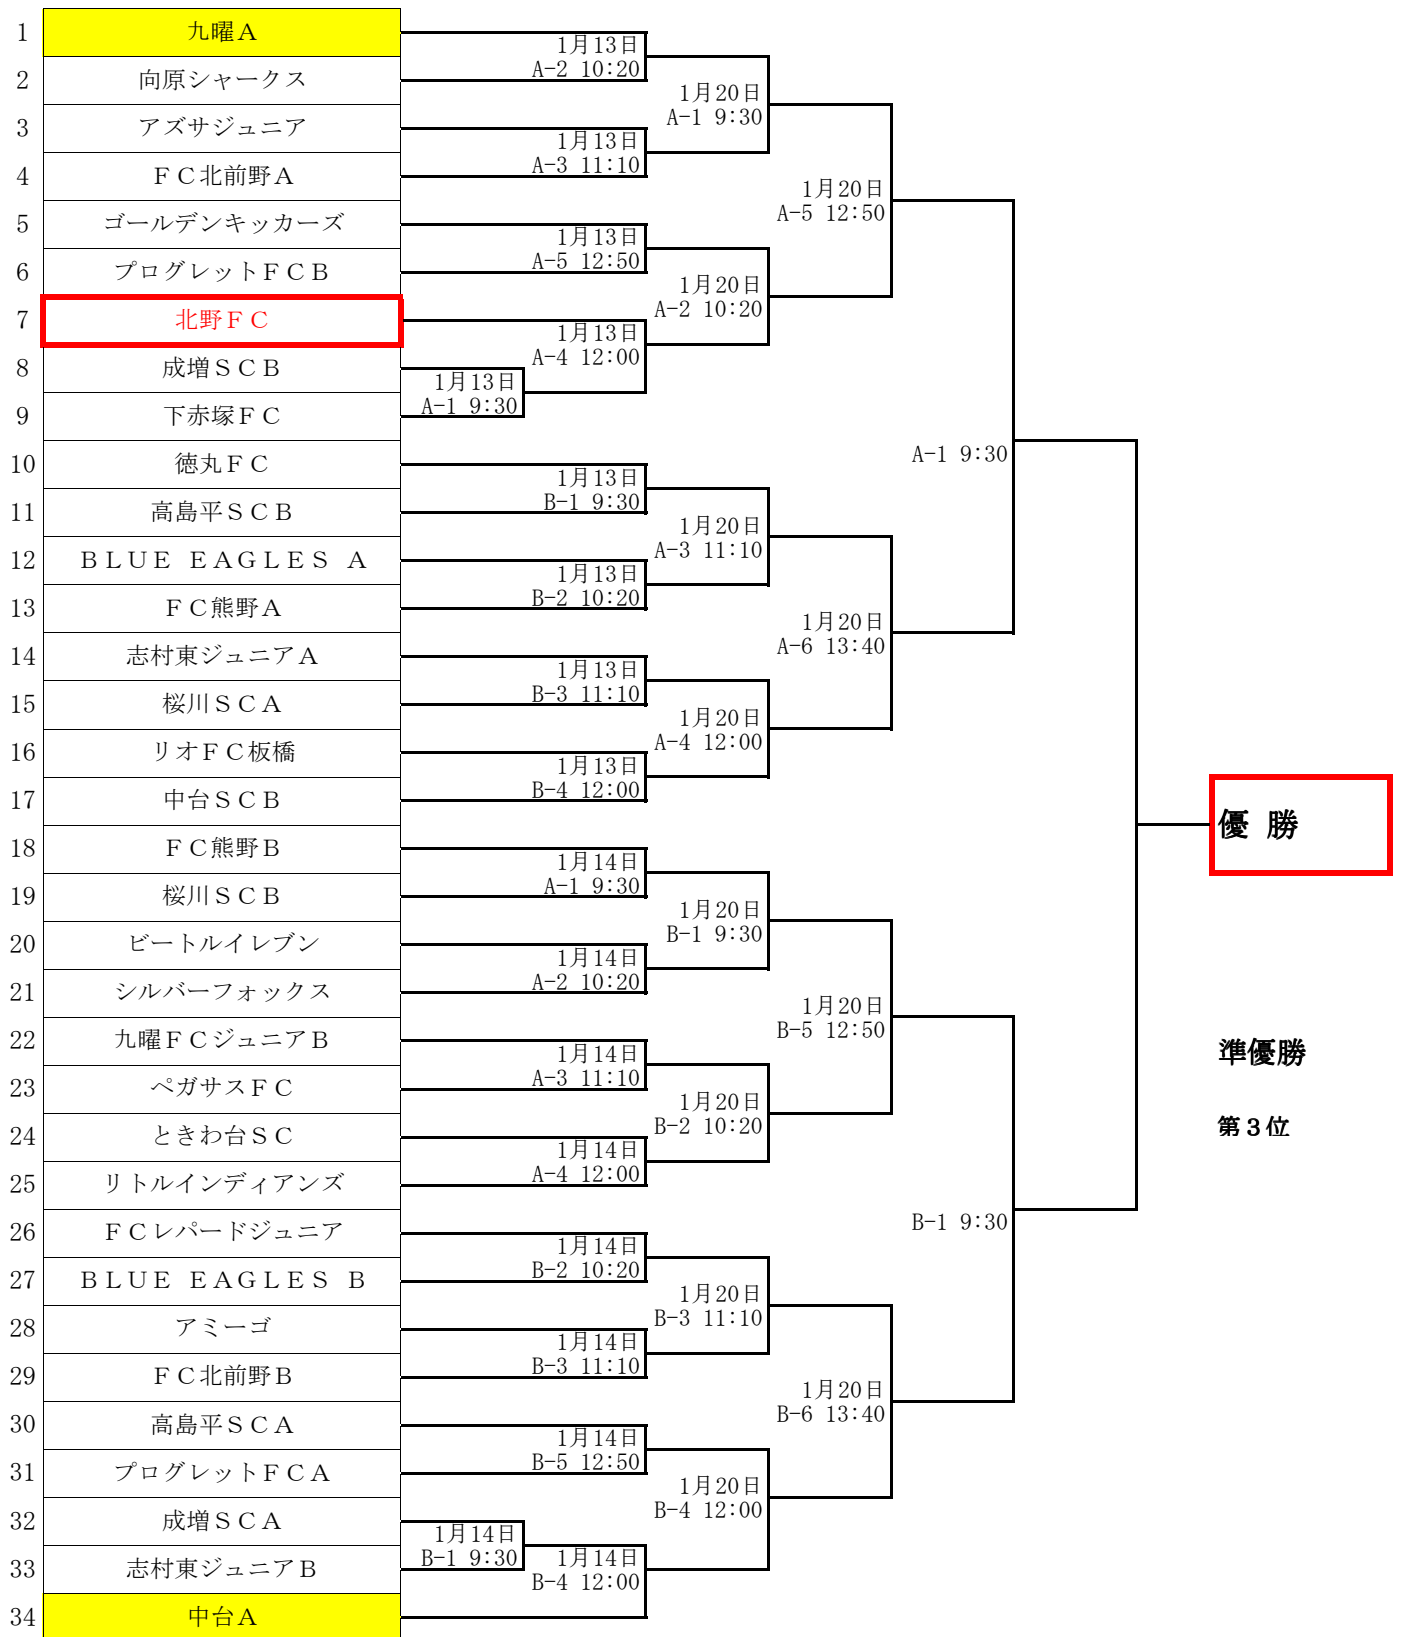 1 九曜Ａ
1月13日
A-2 10:20
2 向原シャークス
1月20日
A-1 9:30
3 アズサジュニア
1月13日
A-3 11:10
4 ＦＣ北前野Ａ
1月20日
A-5 12:50
5 ゴールデンキッカーズ
1月13日
A-5 12:50
6 プログレットＦＣＢ
1月20日
A-2 10:20
7 北野ＦＣ
1月13日
A-4 12:00
8 成増ＳＣＢ
1月13日
A-1 9:30
9 下赤塚ＦＣ
A-1 9:30
10 徳丸ＦＣ
1月13日
B-1 9:30
11 高島平ＳＣＢ
1月20日
A-3 11:10
12 ＢＬＵＥ ＥＡＧＬＥＳ Ａ
1月13日
B-2 10:20
13 ＦＣ熊野Ａ
1月20日
A-6 13:40
14 志村東ジュニアＡ
1月13日
B-3 11:10
15 桜川ＳＣＡ
1月20日
A-4 12:00
16 リオＦＣ板橋
1月13日
B-4 12:00
17 中台ＳＣＢ
優 勝
18 ＦＣ熊野Ｂ
1月14日
A-1 9:30
19 桜川ＳＣＢ
1月20日
B-1 9:30
20 ビートルイレブン
1月14日
A-2 10:20
21 シルバーフォックス
1月20日
B-5 12:50
22 九曜ＦＣジュニアＢ
1月14日
A-3 11:10
準優勝
23 ペガサスＦＣ
1月20日
B-2 10:20
24 ときわ台ＳＣ
第３位
1月14日
A-4 12:00
25 リトルインディアンズ
B-1 9:30
26 ＦＣレパードジュニア
1月14日
B-2 10:20
27 ＢＬＵＥ ＥＡＧＬＥＳ Ｂ
1月20日
B-3 11:10
28 アミーゴ
1月14日
B-3 11:10
29 ＦＣ北前野Ｂ
1月20日
B-6 13:40
30 高島平ＳＣＡ
1月14日
B-5 12:50
31 プログレットＦＣＡ
1月20日
B-4 12:00
32 成増ＳＣＡ
1月14日
B-1 9:30
33 志村東ジュニアＢ
1月14日
B-4 12:00
34 中台Ａ